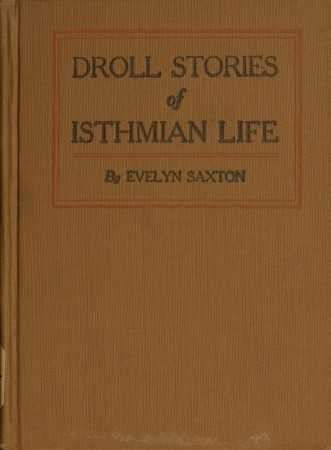 DROLL STORIES
of
ISTHMIAN LIFE
By EVELYN SAXTON